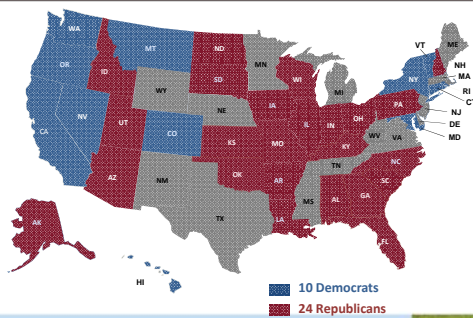 WA
VT
ME
MT
ND
MN
OR
NH
ID
SD
WI
NY
MA
WY
MI
RI
CT
IA
PA
NE
NJ
NV
OH
IL
IN
DE
UT
CO
WV
VA
MD
CA
KS
MO
KY
NC
TN
OK
AZ
NM
AR
SC
MS
AL
GA
TX
LA
AK
FL
HI
10 Democrats
24 Republicans